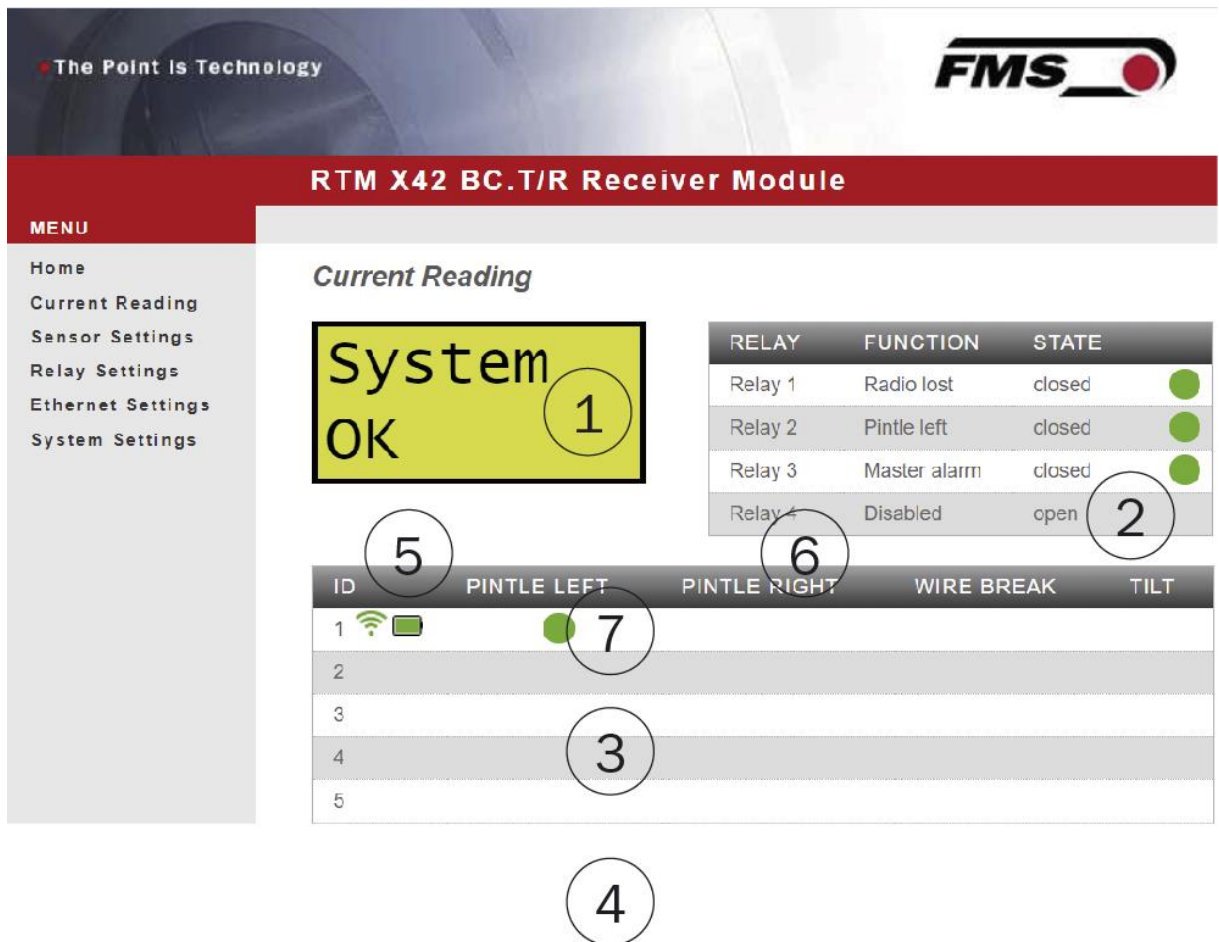 The Point Is Technology
FMS
RTM X42 BC.T/R Receiver Module
MENU
Home
Current Reading
Sensor Settings
Relay Settings
Ethernet Settings
System Settings
Current Reading
System
OK
1
RELAY FUNCTION STATE
Relay 1 Radio lost closed
Relay 2 Pintle left closed
Relay 3 Master alarm closed
Relay 4 Disabled open
2
5
6
ID PINTLE LEFT PINTLE RIGHT WIRE BREAK TILT
1
7
2
3
3
4
5
4